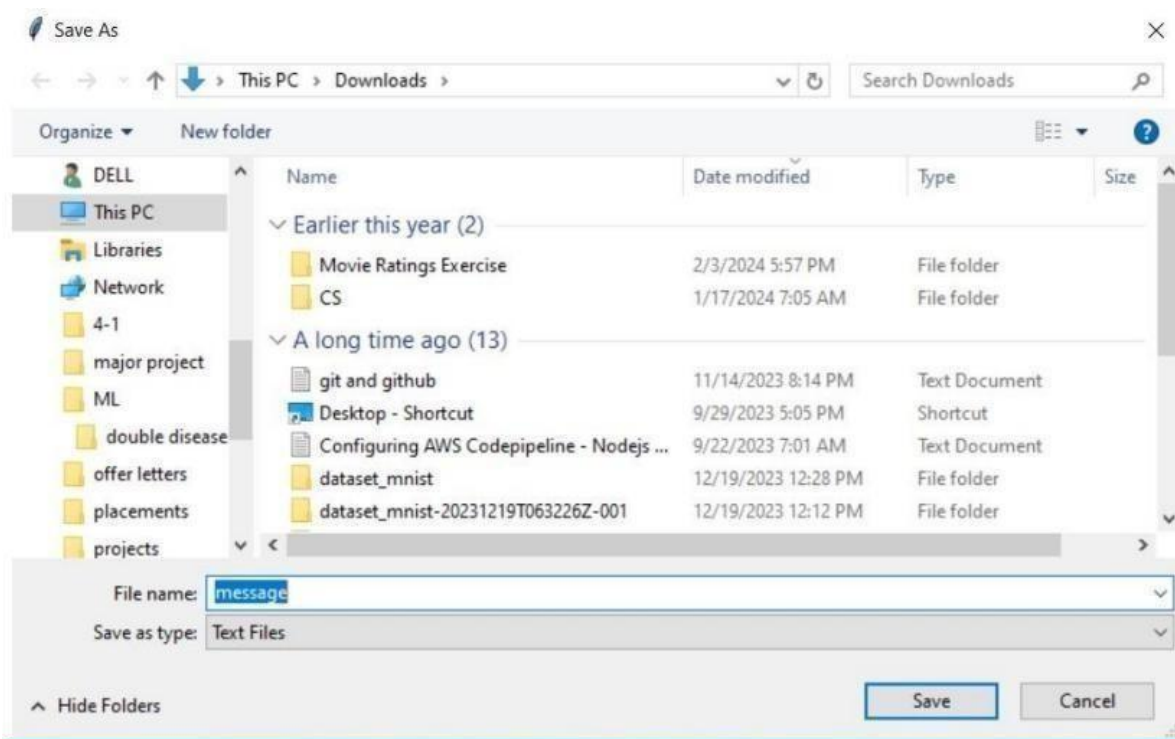 Save As
This PC > Downloads >
Search Downloads
Organize
New folder
DELL
This PC
Libraries
Network
4-1
major project
ML
double disease
offer letters
placements
projects
Name Date modified Type Size
Earlier this year (2)
Movie Ratings Exercise 2/3/2024 5:57 PM File folder
CS 1/17/2024 7:05 AM File folder
A long time ago (13)
git and github 11/14/2023 8:14 PM Text Document
Desktop - Shortcut 9/29/2023 5:05 PM Shortcut
Configuring AWS Codepipeline - Nodejs ... 9/22/2023 7:01 AM Text Document
dataset_mnist 12/19/2023 12:28 PM File folder
dataset_mnist-20231219T063226Z-001 12/19/2023 12:12 PM File folder
File name: message
Save as type: Text Files
Hide Folders
Save
Cancel